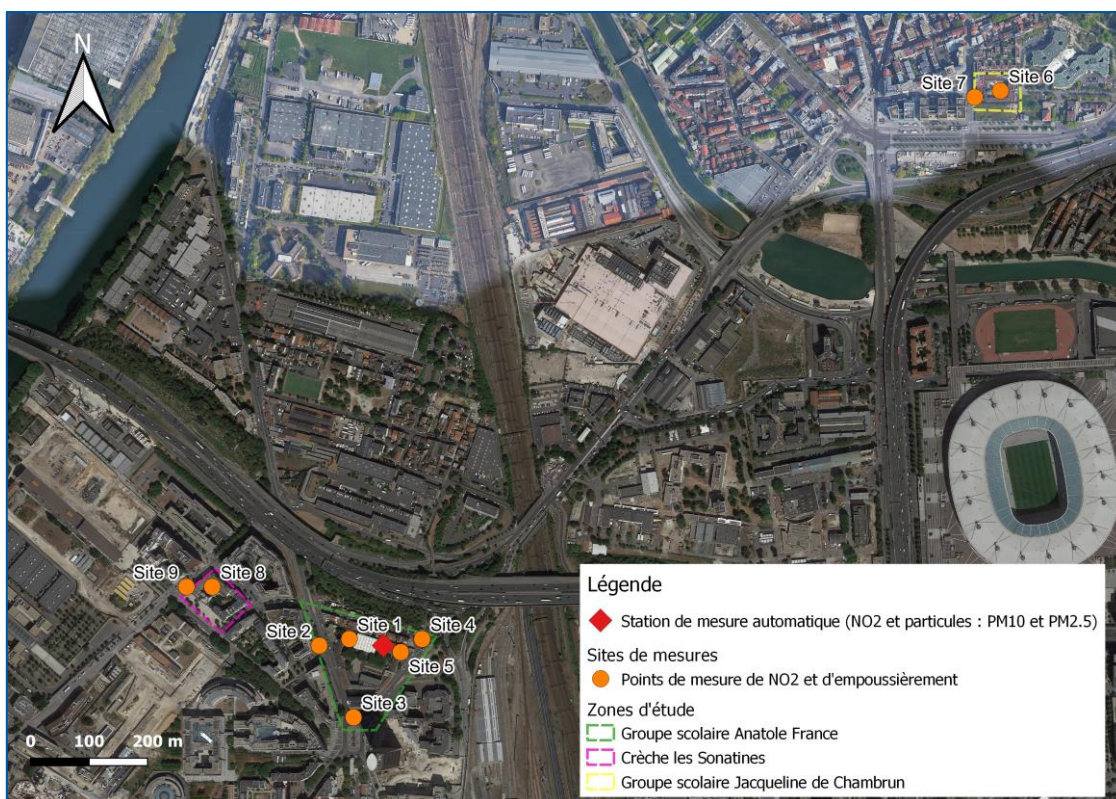 N
Site 7
Site 6
Site 9
Site 8
Site 2
Site 1
Site 4
Site 5
Site 3
0 100 200 m
Légende
Station de mesure automatique (NO2 et particules : PM10 et PM2.5)
Sites de mesures
Points de mesure de NO2 et d'empoussièrement
Zones d'étude
Groupe scolaire Anatole France
Crèche les Sonatines
Groupe scolaire Jacqueline de Chambrun